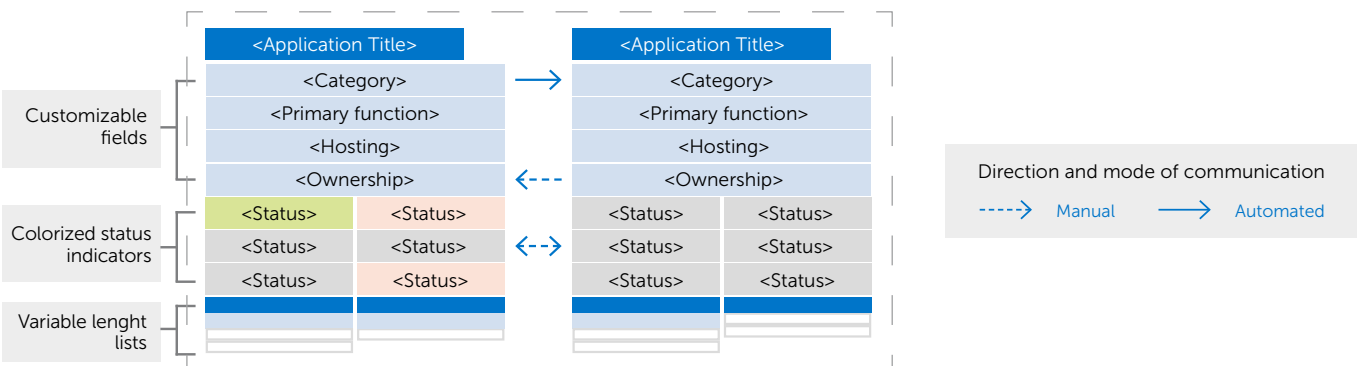 <Application Title> <Application Title>
<Category> <Category>
<Primary function> <Primary function>
<Hosting> <Hosting>
<Ownership> <Ownership>
<Status> <Status> <Status> <Status>
<Status> <Status> <Status> <Status>
<Status> <Status> <Status> <Status>
Customizable
fields
Colorized status
indicators
Variable lenght
lists
Direction and mode of communication
Manual Automated